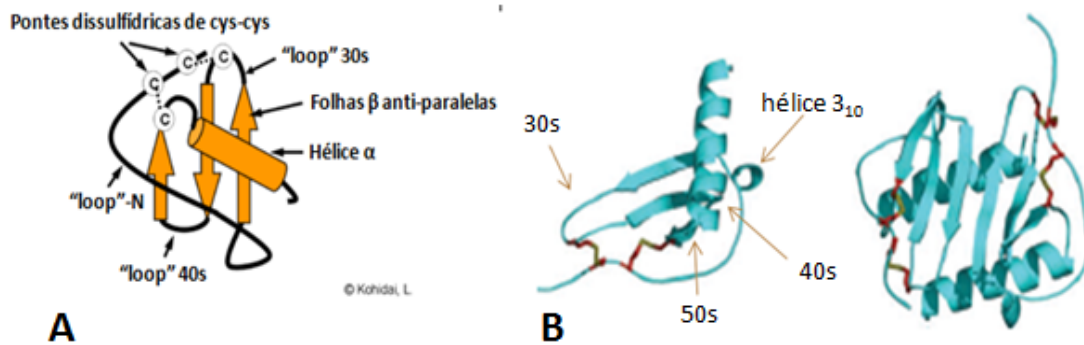 Pontes dissulfídricas de cys-cys
C
C
C
C
"loop" 30s
Folhas β anti-paralelas
Hélice α
"loop"-N
"loop" 40s
© Kohidai, L.
A
30s
hélice 3₁₀
40s
50s
B